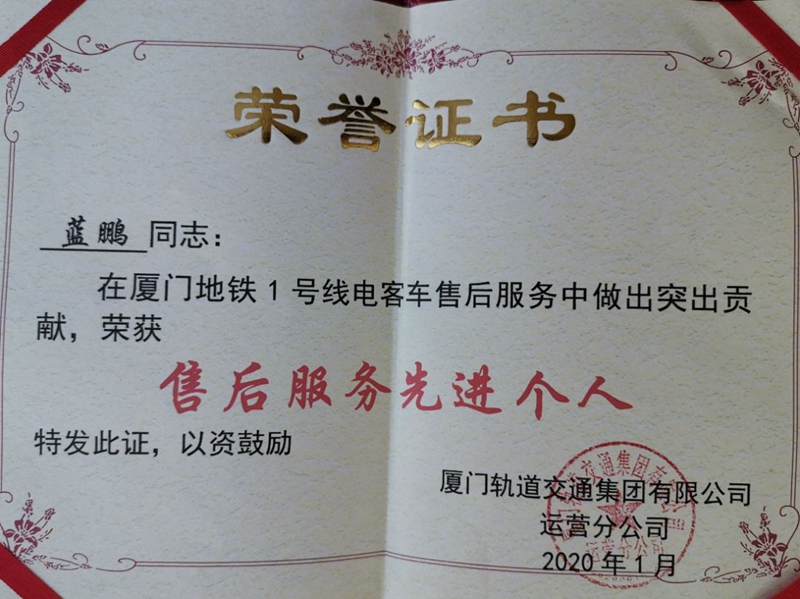 荣誉证书
蓝鹏 同志：
在厦门地铁1号线电客车售后服务中做出突出贡
献，荣获
售后服务先进个人
特发此证，以资鼓励
厦门轨道交通集团有限公司
运营分公司
2020年1月